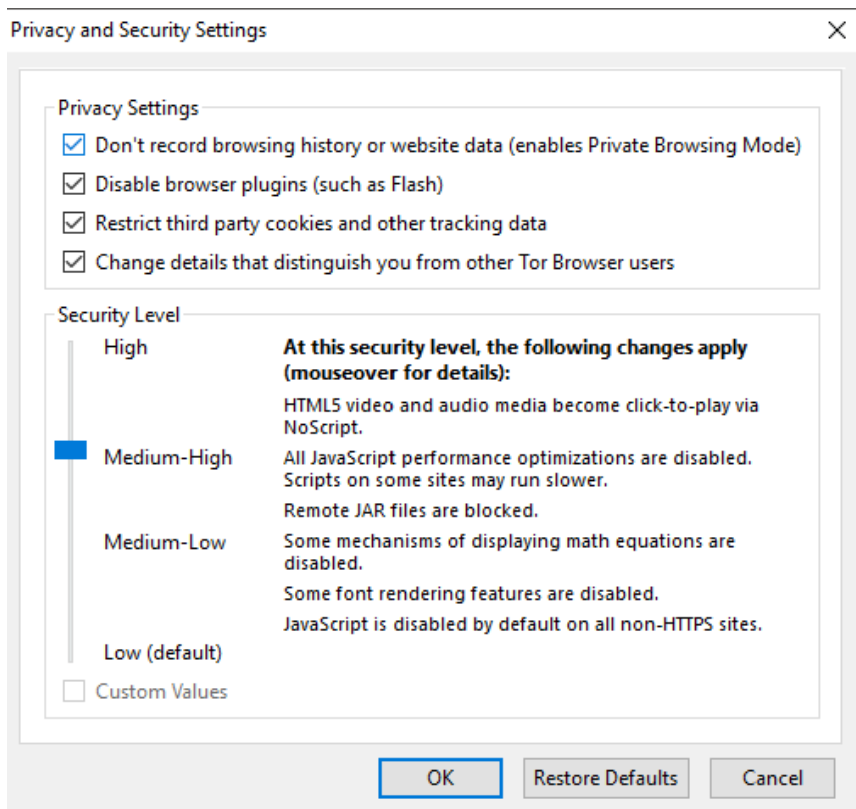 Privacy and Security Settings
Privacy Settings
Don't record browsing history or website data (enables Private Browsing Mode)
Disable browser plugins (such as Flash)
Restrict third party cookies and other tracking data
Change details that distinguish you from other Tor Browser users
Security Level
High
At this security level, the following changes apply
(mouseover for details):
HTML5 video and audio media become click-to-play via
NoScript.
Medium-High
All JavaScript performance optimizations are disabled.
Scripts on some sites may run slower.
Remote JAR files are blocked.
Medium-Low
Some mechanisms of displaying math equations are
disabled.
Some font rendering features are disabled.
JavaScript is disabled by default on all non-HTTPS sites.
Low (default)
Custom Values
OK
Restore Defaults
Cancel